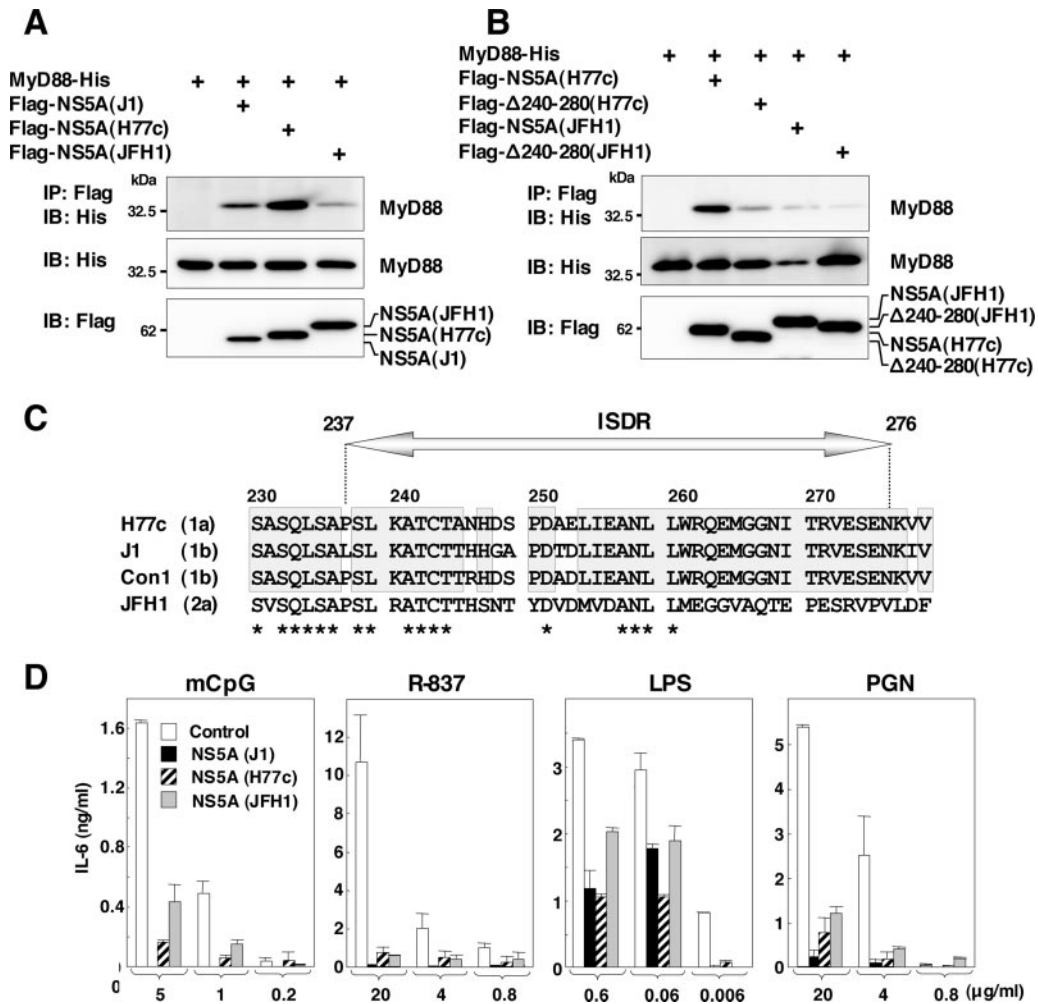 A
MyD88-His + + + +
Flag-NS5A(J1) +
Flag-NS5A(H77c) +
Flag-NS5A(JFH1) +
kDa
IP: Flag
IB: His
32.5
MyD88
IB: His
32.5
MyD88
IB: Flag
62
NS5A(JFH1)
NS5A(H77c)
NS5A(J1)
B
MyD88-His + + + + +
Flag-NS5A(H77c) +
Flag-Δ240-280(H77c) +
Flag-NS5A(JFH1) +
Flag-Δ240-280(JFH1) +
kDa
IP: Flag
IB: His
32.5
MyD88
IB: His
32.5
MyD88
IB: Flag
62
NS5A(JFH1)
Δ240-280(JFH1)
NS5A(H77c)
Δ240-280(H77c)
C
237 ISDR 276
230 240 250 260 270
H77c (1a) SASQLSAPSL KATCTANHDS PDAELIEANL LWRQEMGGNI TRVESENKVV
J1 (1b) SASQLSALSL KATCTTHHGA PDTDLIEANL LWRQEMGGNI TRVESENKIV
Con1 (1b) SASQLSAPSL KATCTTRHDS PDADLIEANL LWRQEMGGNI TRVESENKVV
JFH1 (2a) SVSQLSAPSL RATCTTHSNT YDVDMVDANL LMEGGVAQTE PESRVPVLDF
* * * * * * * * * * * * * * * * *
D
mCpG R-837 LPS PGN
IL-6 (ng/ml)
1.6
1.2
0.8
0.4
0
Control
NS5A (J1)
NS5A (H77c)
NS5A (JFH1)
5 1 0.2
12
10
8
6
4
2
0
20 4 0.8
3
2
1
0
0.6 0.06 0.006
5
4
3
2
1
0
20 4 0.8 (µg/ml)